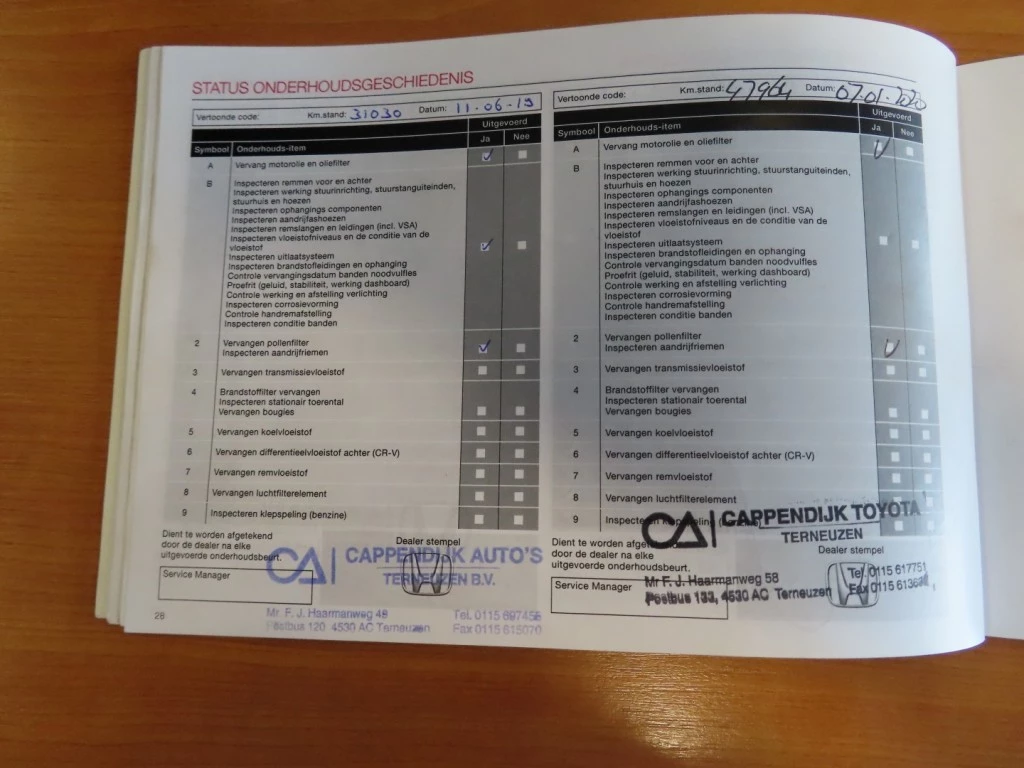 STATUS ONDERHOUDSGESCHIEDENIS
Vertoonde code: Km.stand: 31030 Datum: 11-06-19
Uitgevoerd
Symbool Onderhouds-item Ja Nee
A Vervang motorolie en oliefilter
B Inspecteren remmen voor en achter
Inspecteren werking stuurinrichting, stuurstanguiteinden,
stuurhuis en hoezen
Inspecteren ophangings componenten
Inspecteren aandrijfashoezen
Inspecteren remslangen en leidingen (incl. VSA)
Inspecteren vloeistofniveaus en de conditie van de
vloeistof
Inspecteren uitlaatsysteem
Inspecteren brandstofleidingen en ophanging
Controle vervangingsdatum banden noodvulfles
Proefrit (geluid, stabiliteit, werking dashboard)
Controle werking en afstelling verlichting
Inspecteren corrosievorming
Controle handremafstelling
Inspecteren conditie banden
2 Vervangen pollenfilter
Inspecteren aandrijfriemen
3 Vervangen transmissievloeistof
4 Brandstoffilter vervangen
Inspecteren stationair toerental
Vervangen bougies
5 Vervangen koelvloeistof
6 Vervangen differentieelvloeistof achter (CR-V)
7 Vervangen remvloeistof
8 Vervangen luchtfilterelement
9 Inspecteren klepspeling (benzine)
Dient te worden afgetekend
door de dealer na elke
uitgevoerde onderhoudsbeurt.
Dealer stempel
Service Manager
CA CAPPENDIJK AUTO'S
TERNEUZEN B.V.
Mr. F. J. Haarmanweg 48 Tel. 0115 697456
Postbus 120 4530 AC Terneuzen Fax 0115 615070
26
Vertoonde code: Km.stand: 47964 Datum: 07.01.2020
Uitgevoerd
Symbool Onderhouds-item Ja Nee
A Vervang motorolie en oliefilter
B Inspecteren remmen voor en achter
Inspecteren werking stuurinrichting, stuurstanguiteinden,
stuurhuis en hoezen
Inspecteren ophangings componenten
Inspecteren aandrijfashoezen
Inspecteren remslangen en leidingen (incl. VSA)
Inspecteren vloeistofniveaus en de conditie van de
vloeistof
Inspecteren uitlaatsysteem
Inspecteren brandstofleidingen en ophanging
Controle vervangingsdatum banden noodvulfles
Proefrit (geluid, stabiliteit, werking dashboard)
Controle werking en afstelling verlichting
Inspecteren corrosievorming
Controle handremafstelling
Inspecteren conditie banden
2 Vervangen pollenfilter
Inspecteren aandrijfriemen
3 Vervangen transmissievloeistof
4 Brandstoffilter vervangen
Inspecteren stationair toerental
Vervangen bougies
5 Vervangen koelvloeistof
6 Vervangen differentieelvloeistof achter (CR-V)
7 Vervangen remvloeistof
8 Vervangen luchtfilterelement
9 Inspecteren klepspeling (benzine)
CA CAPPENDIJK TOYOTA
TERNEUZEN
Dient te worden afgetekend
door de dealer na elke
uitgevoerde onderhoudsbeurt.
Dealer stempel
Service Manager
Mr F. J. Haarmanweg 58 Tel. 0115 617751
Postbus 133, 4530 AC Terneuzen Fax 0115